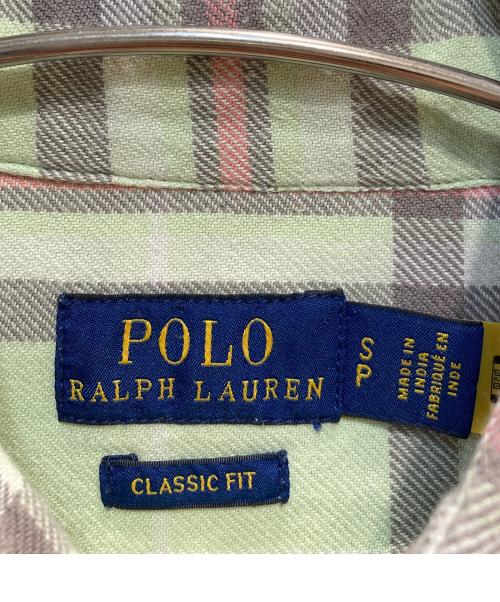 POLO
RALPH LAUREN
S
P
MADE IN
INDIA
FABRIQUÉ EN
INDE
CLASSIC FIT